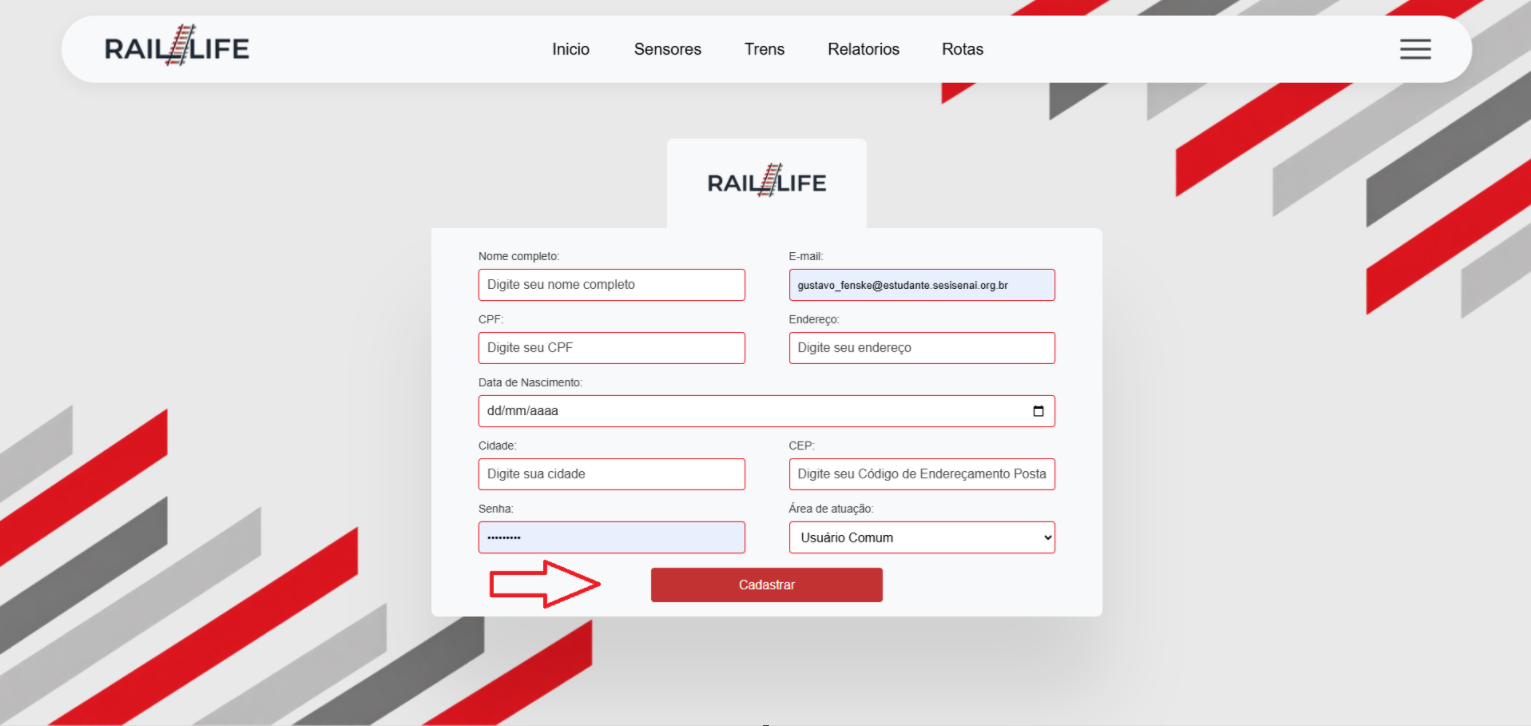 RAIL LIFE
Inicio Sensores Trens Relatorios Rotas
RAIL LIFE
Nome completo: E-mail:
Digite seu nome completo gustavo_fenske@estudante.sesisenai.org.br
CPF: Endereço:
Digite seu CPF Digite seu endereço
Data de Nascimento:
dd/mm/aaaa
Cidade: CEP:
Digite sua cidade Digite seu Código de Endereçamento Posta
Senha: Área de atuação:
Usuário Comum
Cadastrar